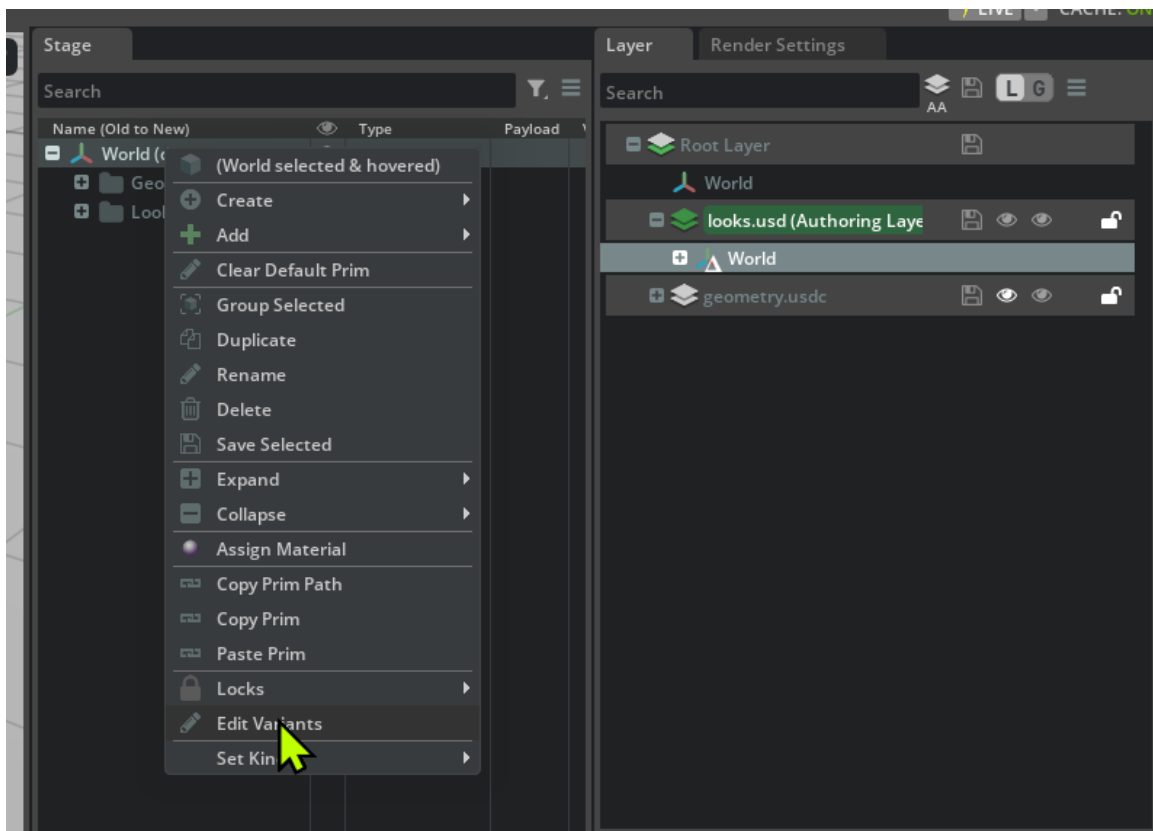 LIVE CACHE: ON
Stage
Layer Render Settings
Search
Search
AA
L G
Name (Old to New) Type Payload
World
Geo
Loo
(World selected & hovered)
Create
Add
Clear Default Prim
Group Selected
Duplicate
Rename
Delete
Save Selected
Expand
Collapse
Assign Material
Copy Prim Path
Copy Prim
Paste Prim
Locks
Edit Variants
Set Kin
Root Layer
World
looks.usd (Authoring Laye
World
geometry.usdc